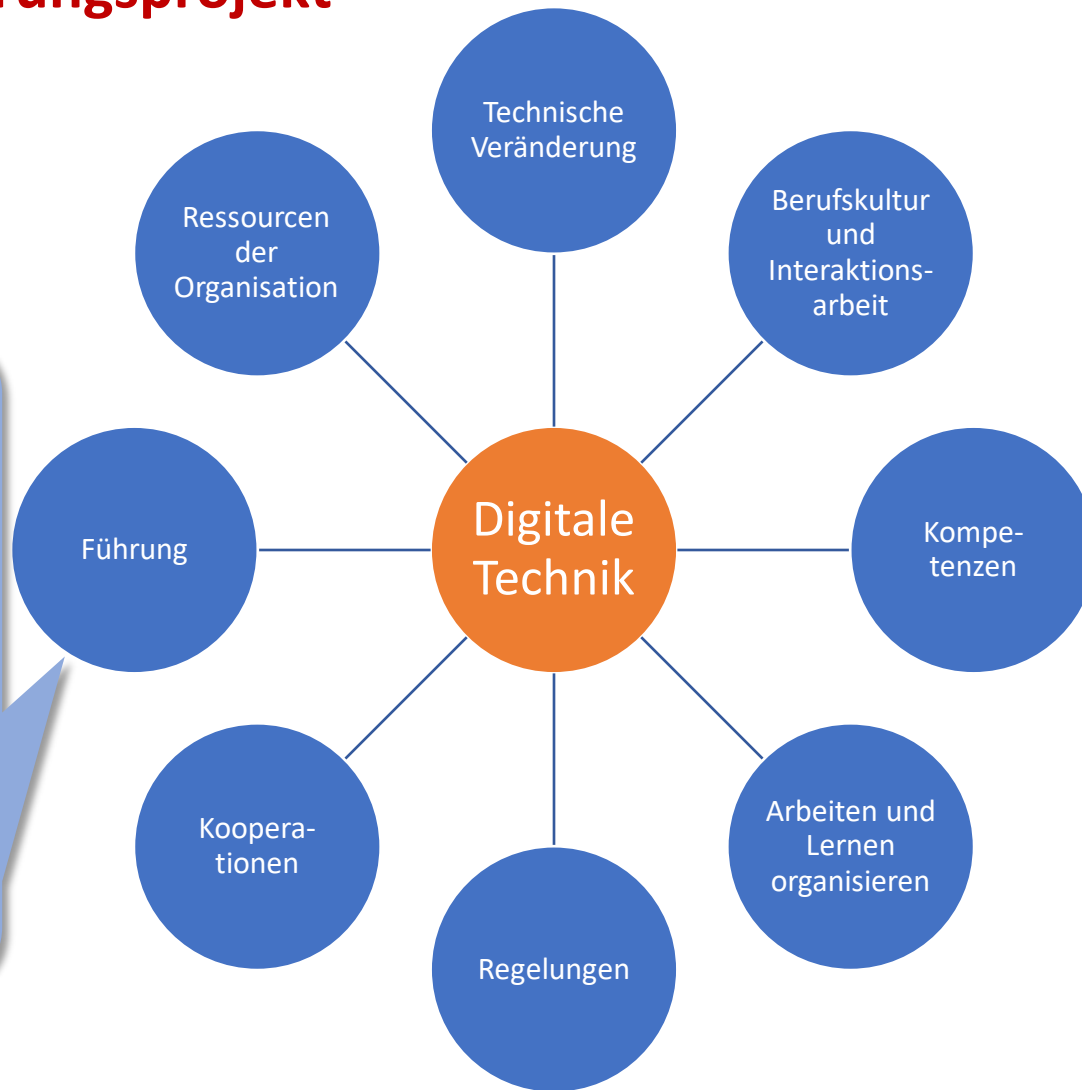 rungsprojekt
Technische
Veränderung
Berufskultur
und
Interaktions-
arbeit
Kompe-
tenzen
Arbeiten und
Lernen
organisieren
Regelungen
Koopera-
tionen
Führung
Ressourcen
der
Organisation
Digitale
Technik